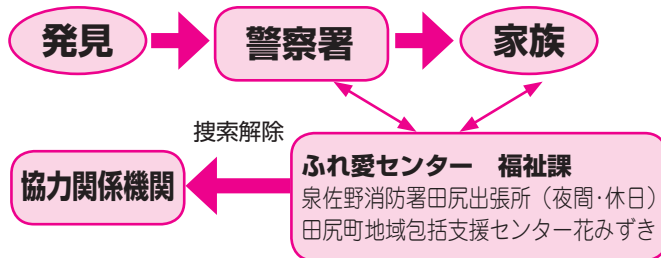 発見
警察署
家族
捜索解除
協力関係機関
ふれ愛センター　福祉課
泉佐野消防署田尻出張所（夜間・休日）
田尻町地域包括支援センター花みずき